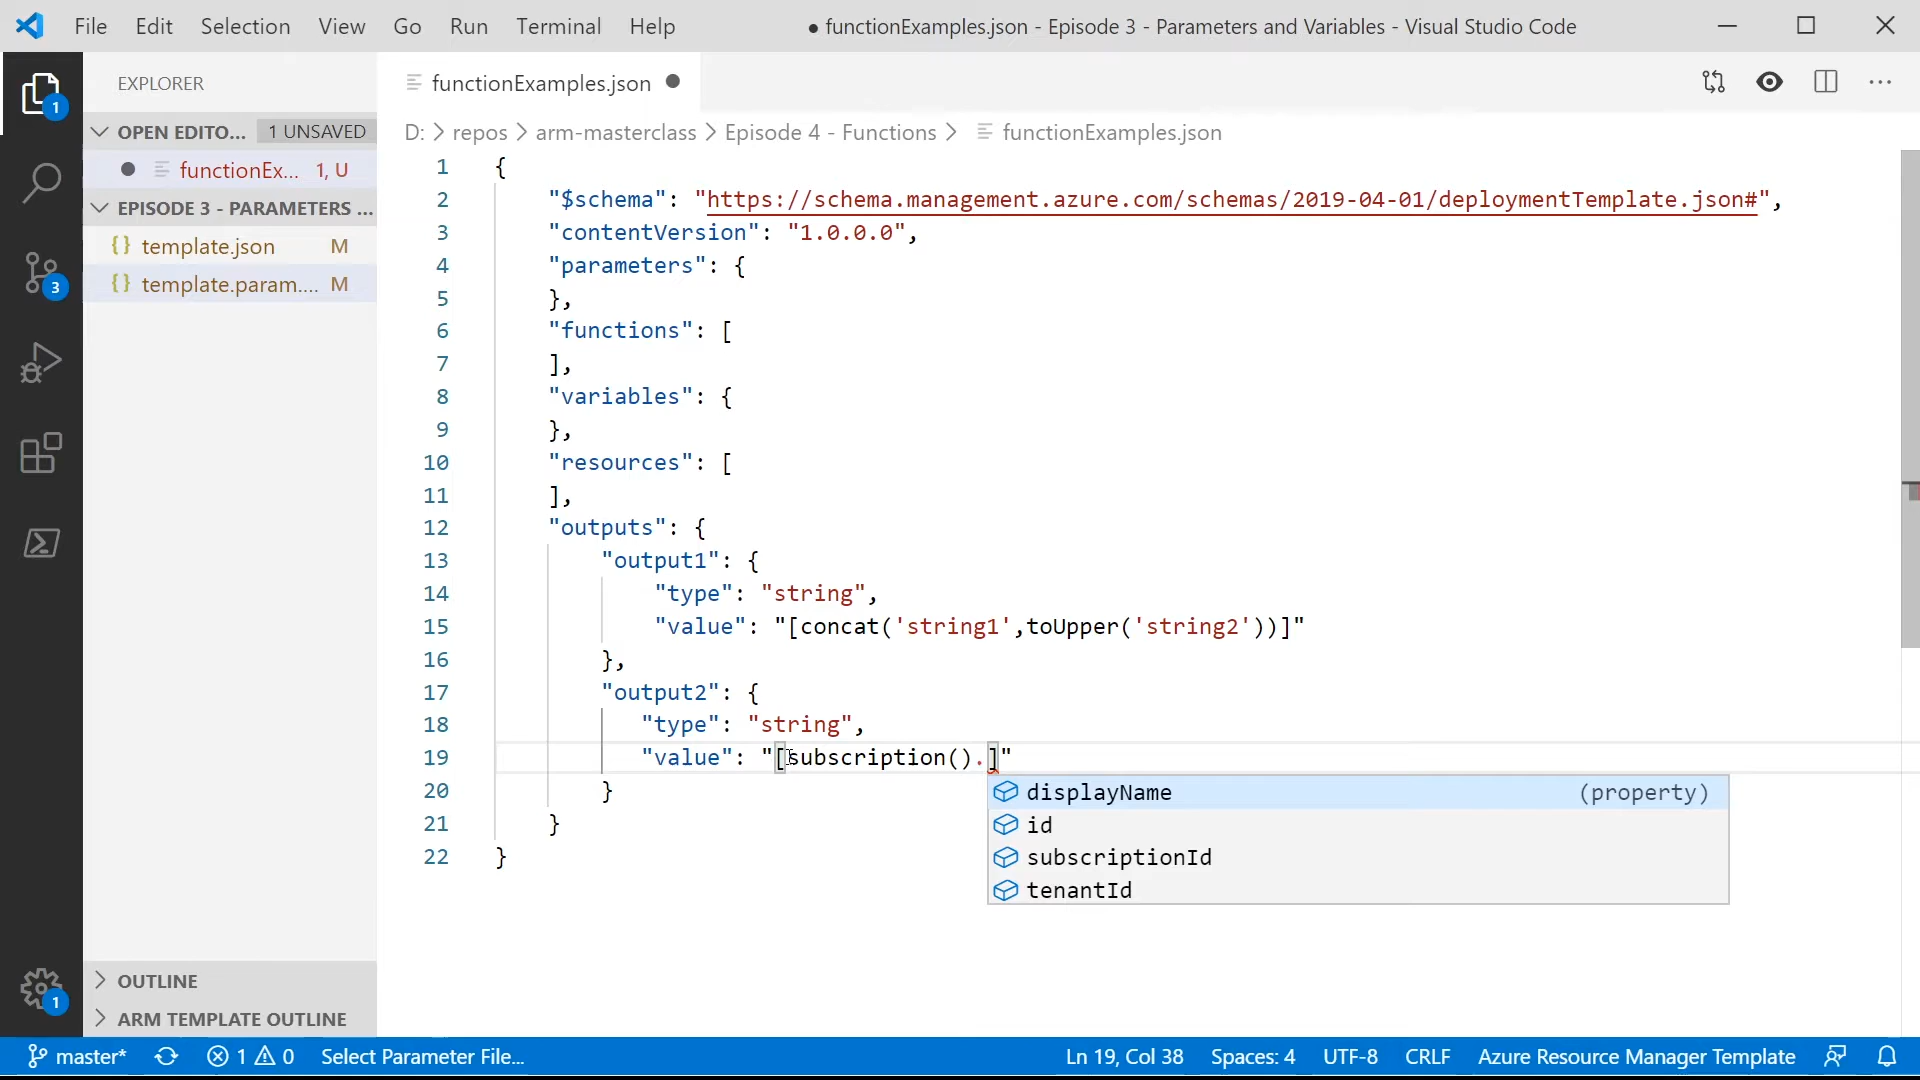 File Edit Selection View Go Run Terminal Help ● functionExamples.json - Episode 3 - Parameters and Variables - Visual Studio Code
EXPLORER
functionExamples.json
OPEN EDITO... 1 UNSAVED
D: > repos > arm-masterclass > Episode 4 - Functions > functionExamples.json
functionEx... 1, U
EPISODE 3 - PARAMETERS ...
{} template.json M
{} template.param.... M
1 {
2 "$schema": "https://schema.management.azure.com/schemas/2019-04-01/deploymentTemplate.json#",
3 "contentVersion": "1.0.0.0",
4 "parameters": {
5 },
6 "functions": [
7 ],
8 "variables": {
9 },
10 "resources": [
11 ],
12 "outputs": {
13 "output1": {
14 "type": "string",
15 "value": "[concat('string1',toUpper('string2'))]"
16 },
17 "output2": {
18 "type": "string",
19 "value": "[subscription().]"
20 }
21 }
22 }
displayName (property)
id
subscriptionId
tenantId
1
3
1
OUTLINE
ARM TEMPLATE OUTLINE
master* 1 0 Select Parameter File... Ln 19, Col 38 Spaces: 4 UTF-8 CRLF Azure Resource Manager Template